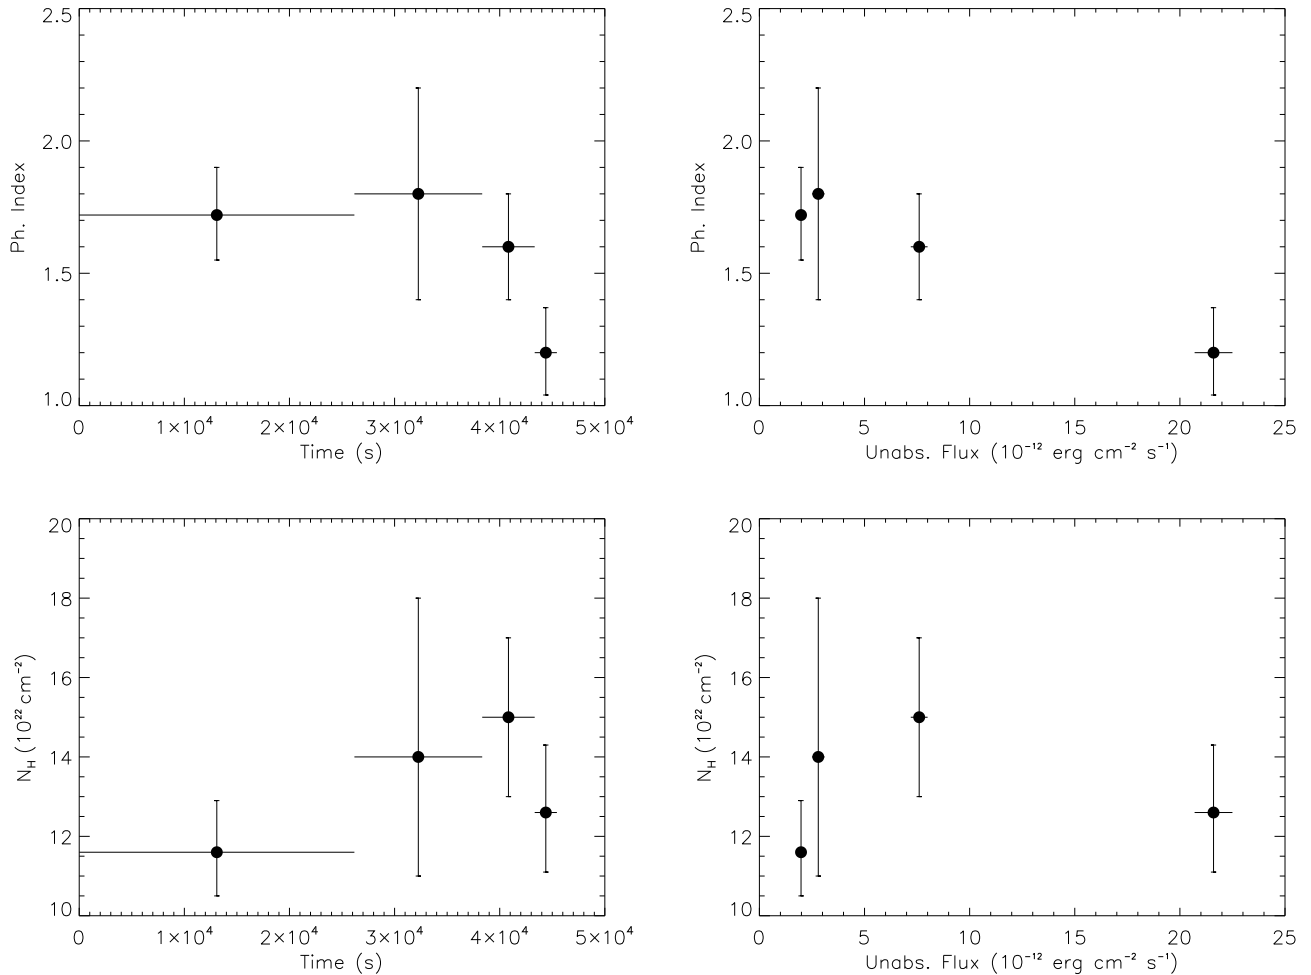 2.5
2.0
1.5
1.0
Ph. Index
0 1×10⁴ 2×10⁴ 3×10⁴ 4×10⁴ 5×10⁴
Time (s)
2.5
2.0
1.5
1.0
Ph. Index
0 5 10 15 20 25
Unabs. Flux (10⁻¹² erg cm⁻² s⁻¹)
20
18
16
14
12
10
N_H (10²² cm⁻²)
0 1×10⁴ 2×10⁴ 3×10⁴ 4×10⁴ 5×10⁴
Time (s)
20
18
16
14
12
10
N_H (10²² cm⁻²)
0 5 10 15 20 25
Unabs. Flux (10⁻¹² erg cm⁻² s⁻¹)